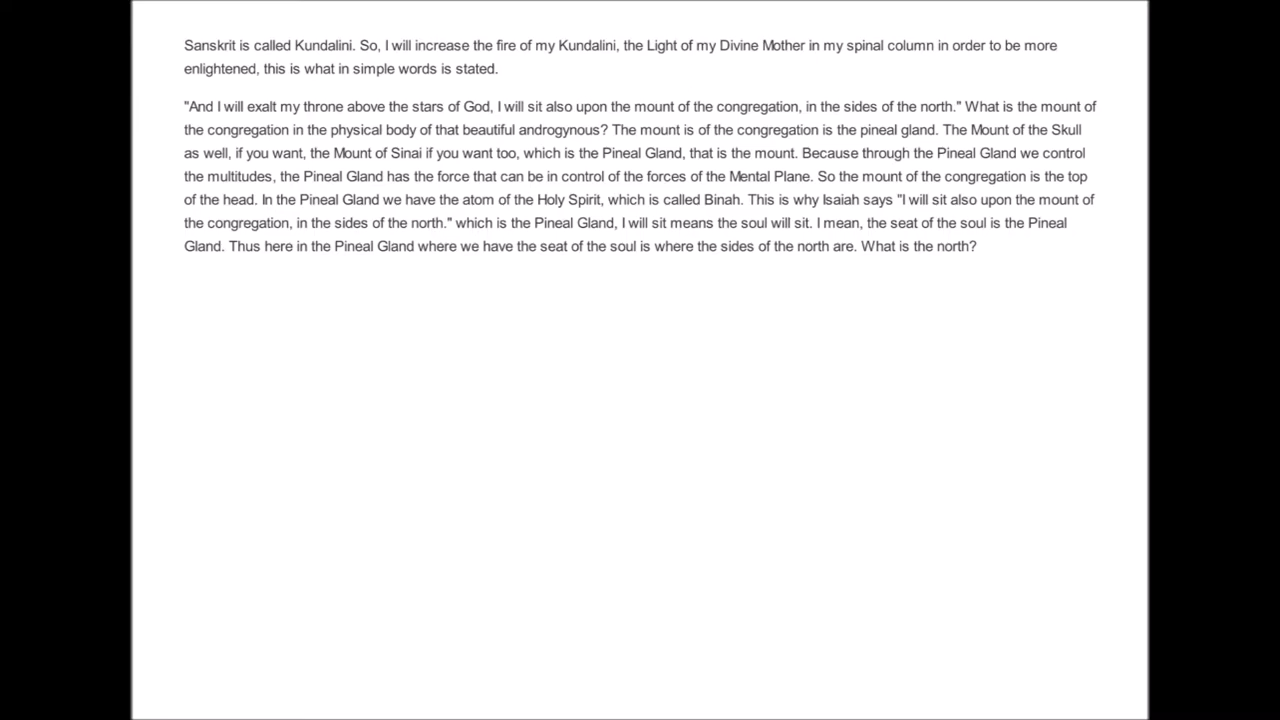 Sanskrit is called Kundalini. So, I will increase the fire of my Kundalini, the Light of my Divine Mother in my spinal column in order to be more
enlightened, this is what in simple words is stated.
"And I will exalt my throne above the stars of God, I will sit also upon the mount of the congregation, in the sides of the north." What is the mount of
the congregation in the physical body of that beautiful androgynous? The mount is of the congregation is the pineal gland. The Mount of the Skull
as well, if you want, the Mount of Sinai if you want too, which is the Pineal Gland, that is the mount. Because through the Pineal Gland we control
the multitudes, the Pineal Gland has the force that can be in control of the forces of the Mental Plane. So the mount of the congregation is the top
of the head. In the Pineal Gland we have the atom of the Holy Spirit, which is called Binah. This is why Isaiah says "I will sit also upon the mount of
the congregation, in the sides of the north." which is the Pineal Gland, I will sit means the soul will sit. I mean, the seat of the soul is the Pineal
Gland. Thus here in the Pineal Gland where we have the seat of the soul is where the sides of the north are. What is the north?